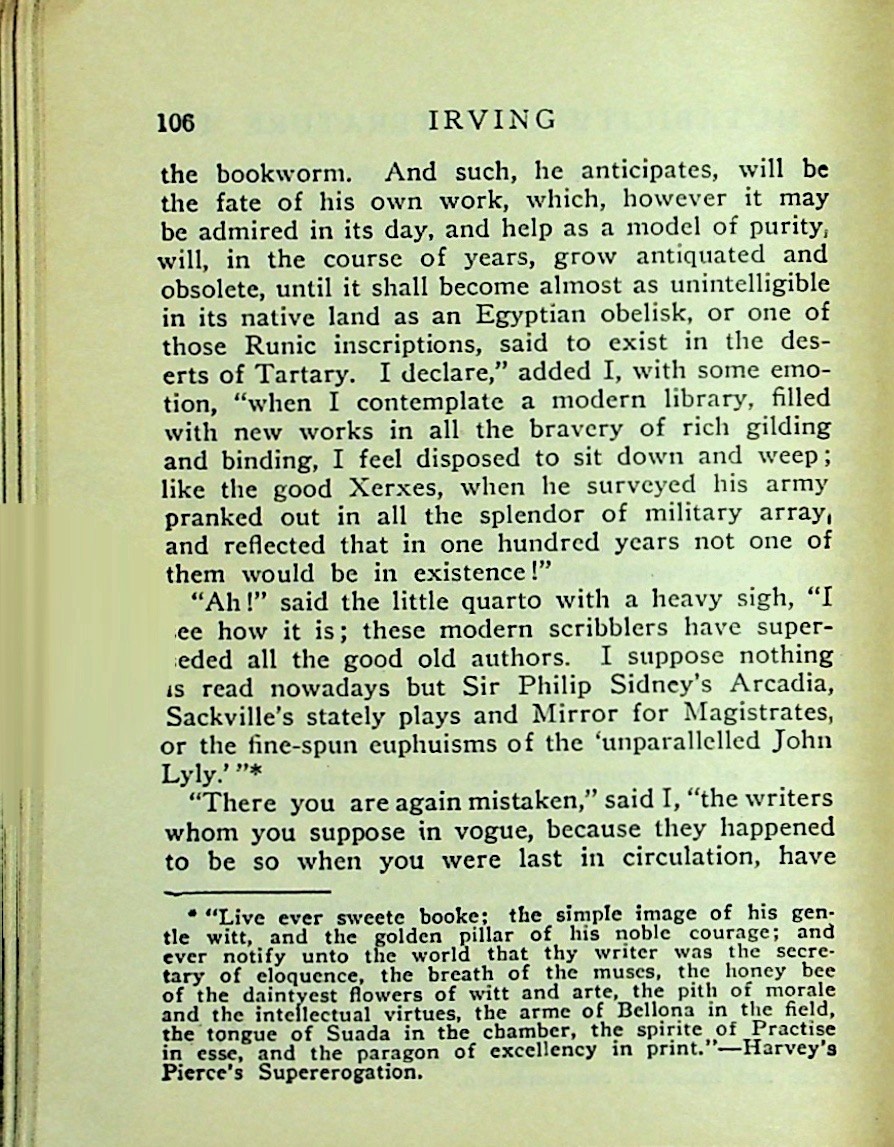 106 IRVING
the bookworm. And such, he anticipates, will be
the fate of his own work, which, however it may
be admired in its day, and help as a model of purity,
will, in the course of years, grow antiquated and
obsolete, until it shall become almost as unintelligible
in its native land as an Egyptian obelisk, or one of
those Runic inscriptions, said to exist in the des-
erts of Tartary. I declare,” added I, with some emo-
tion, “when I contemplate a modern library, filled
with new works in all the bravery of rich gilding
and binding, I feel disposed to sit down and weep;
like the good Xerxes, when he surveyed his army
pranked out in all the splendor of military array,
and reflected that in one hundred years not one of
them would be in existence!”
“Ah!” said the little quarto with a heavy sigh, “I
see how it is; these modern scribblers have super-
seded all the good old authors. I suppose nothing
is read nowadays but Sir Philip Sidney’s Arcadia,
Sackville’s stately plays and Mirror for Magistrates,
or the fine-spun euphuisms of the ‘unparallelled John
Lyly.’ ”*
“There you are again mistaken,” said I, “the writers
whom you suppose in vogue, because they happened
to be so when you were last in circulation, have
* “Live ever sweete booke; the simple image of his gen-
tle witt, and the golden pillar of his noble courage; and
ever notify unto the world that thy writer was the secre-
tary of eloquence, the breath of the muses, the honey bee
of the daintyest flowers of witt and arte, the pith of morale
and the intellectual virtues, the arme of Bellona in the field,
the tongue of Suada in the chamber, the spirite of Practise
in esse, and the paragon of excellency in print.”—Harvey’s
Pierce’s Supererogation.